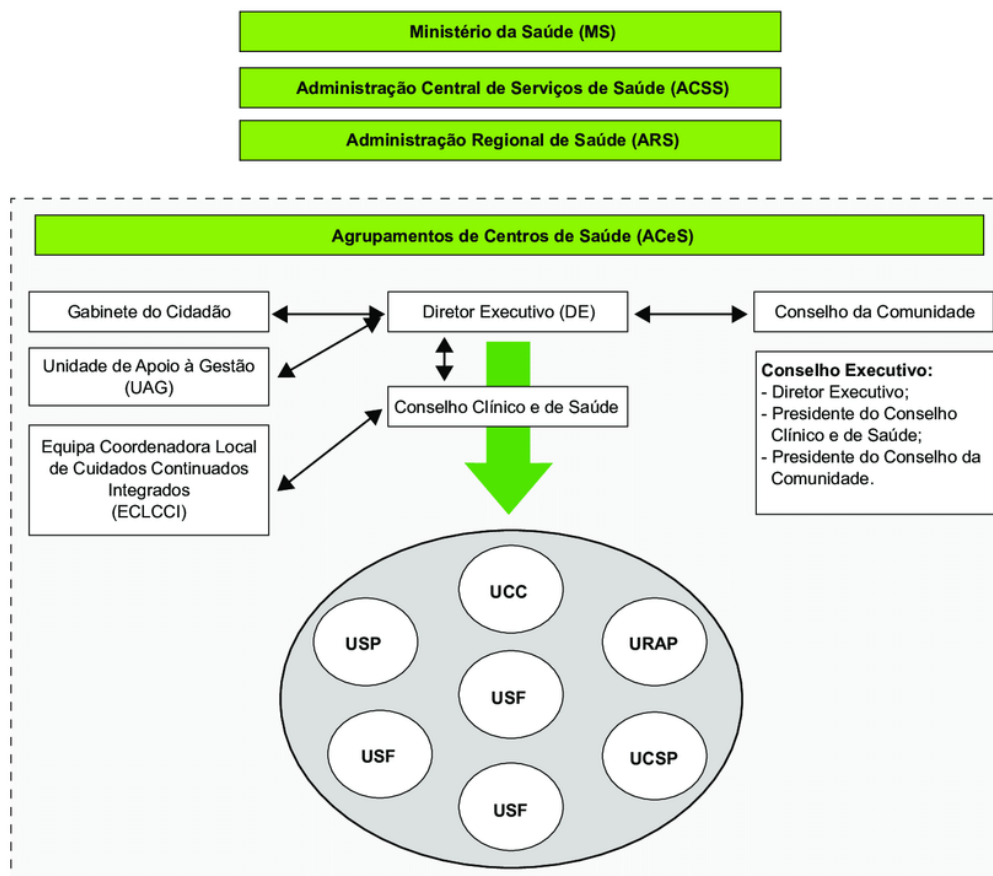 Ministério da Saúde (MS)
Administração Central de Serviços de Saúde (ACSS)
Administração Regional de Saúde (ARS)
Agrupamentos de Centros de Saúde (ACeS)
Gabinete do Cidadão
Diretor Executivo (DE)
Conselho da Comunidade
Unidade de Apoio à Gestão
(UAG)
Conselho Clínico e de Saúde
Equipa Coordenadora Local
de Cuidados Continuados
Integrados
(ECLCCI)
Conselho Executivo:
- Diretor Executivo;
- Presidente do Conselho
Clínico e de Saúde;
- Presidente do Conselho da
Comunidade.
UCC
USP
URAP
USF
USF
UCSP
USF